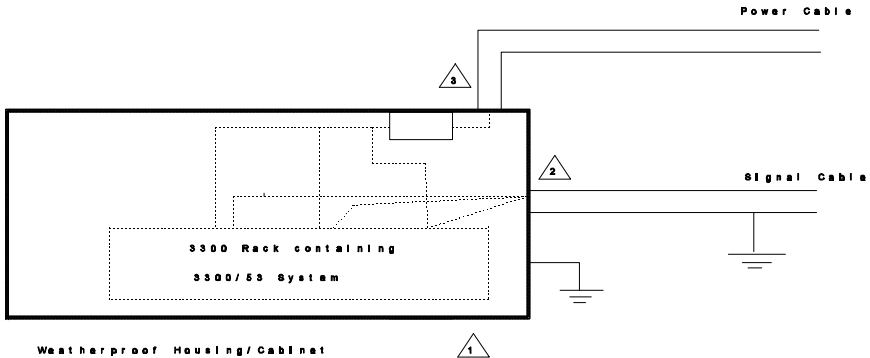 Power Cable
3
2
Signal Cable
3300 Rack containing
3300/53 System
Weatherproof Housing/Cabinet
1